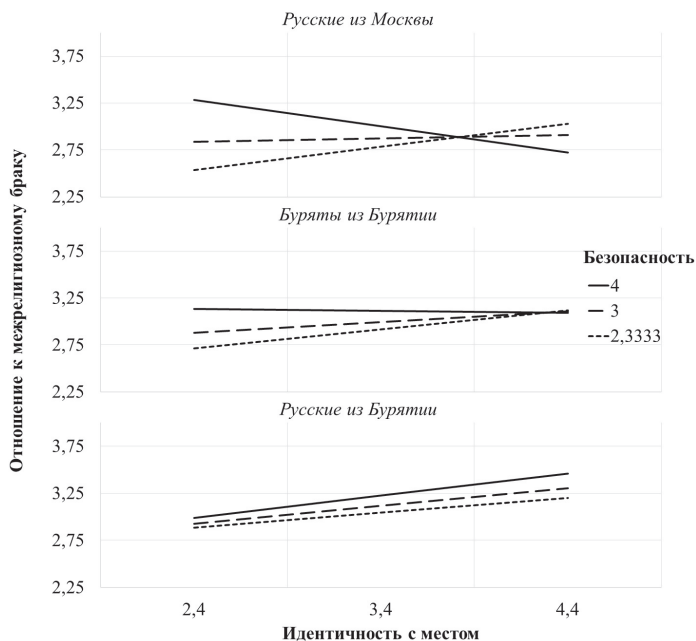 Русские из Москвы
3,75
3,25
2,75
2,25
Буряты из Бурятии
3,75
3,25
2,75
2,25
Русские из Бурятии
3,75
3,25
2,75
2,25
2,4 3,4 4,4
Идентичность с местом
Отношение к межрелигиозному браку
Безопасность
4
3
2,3333